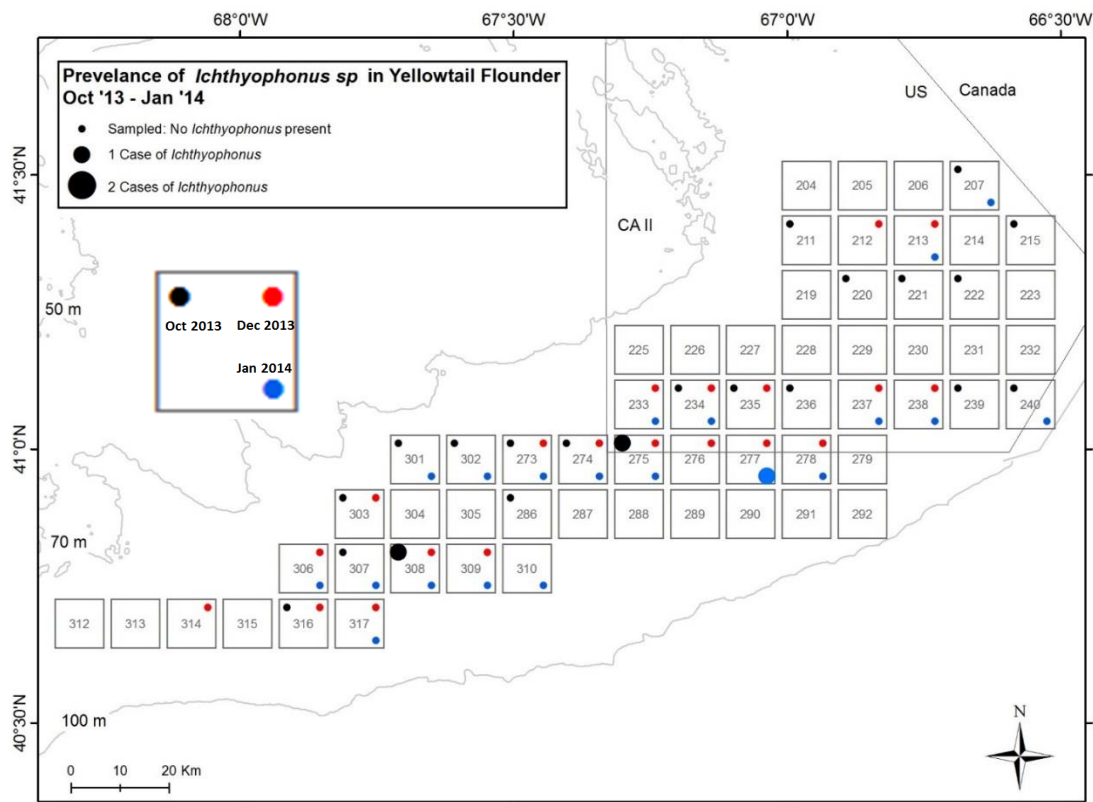 68°0'W 67°30'W 67°0'W 66°30'W
Prevelance of Ichthyophonus sp in Yellowtail Flounder
Oct '13 - Jan '14
Sampled: No Ichthyophonus present
1 Case of Ichthyophonus
2 Cases of Ichthyophonus
US Canada
CA II
41°30'N
41°0'N
40°30'N
50 m
70 m
100 m
Oct 2013 Dec 2013
Jan 2014
204 205 206 207
211 212 213 214 215
219 220 221 222 223
225 226 227 228 229 230 231 232
233 234 235 236 237 238 239 240
301 302 273 274 275 276 277 278 279
303 304 305 286 287 288 289 290 291 292
306 307 308 309 310
312 313 314 315 316 317
0 10 20 Km
N